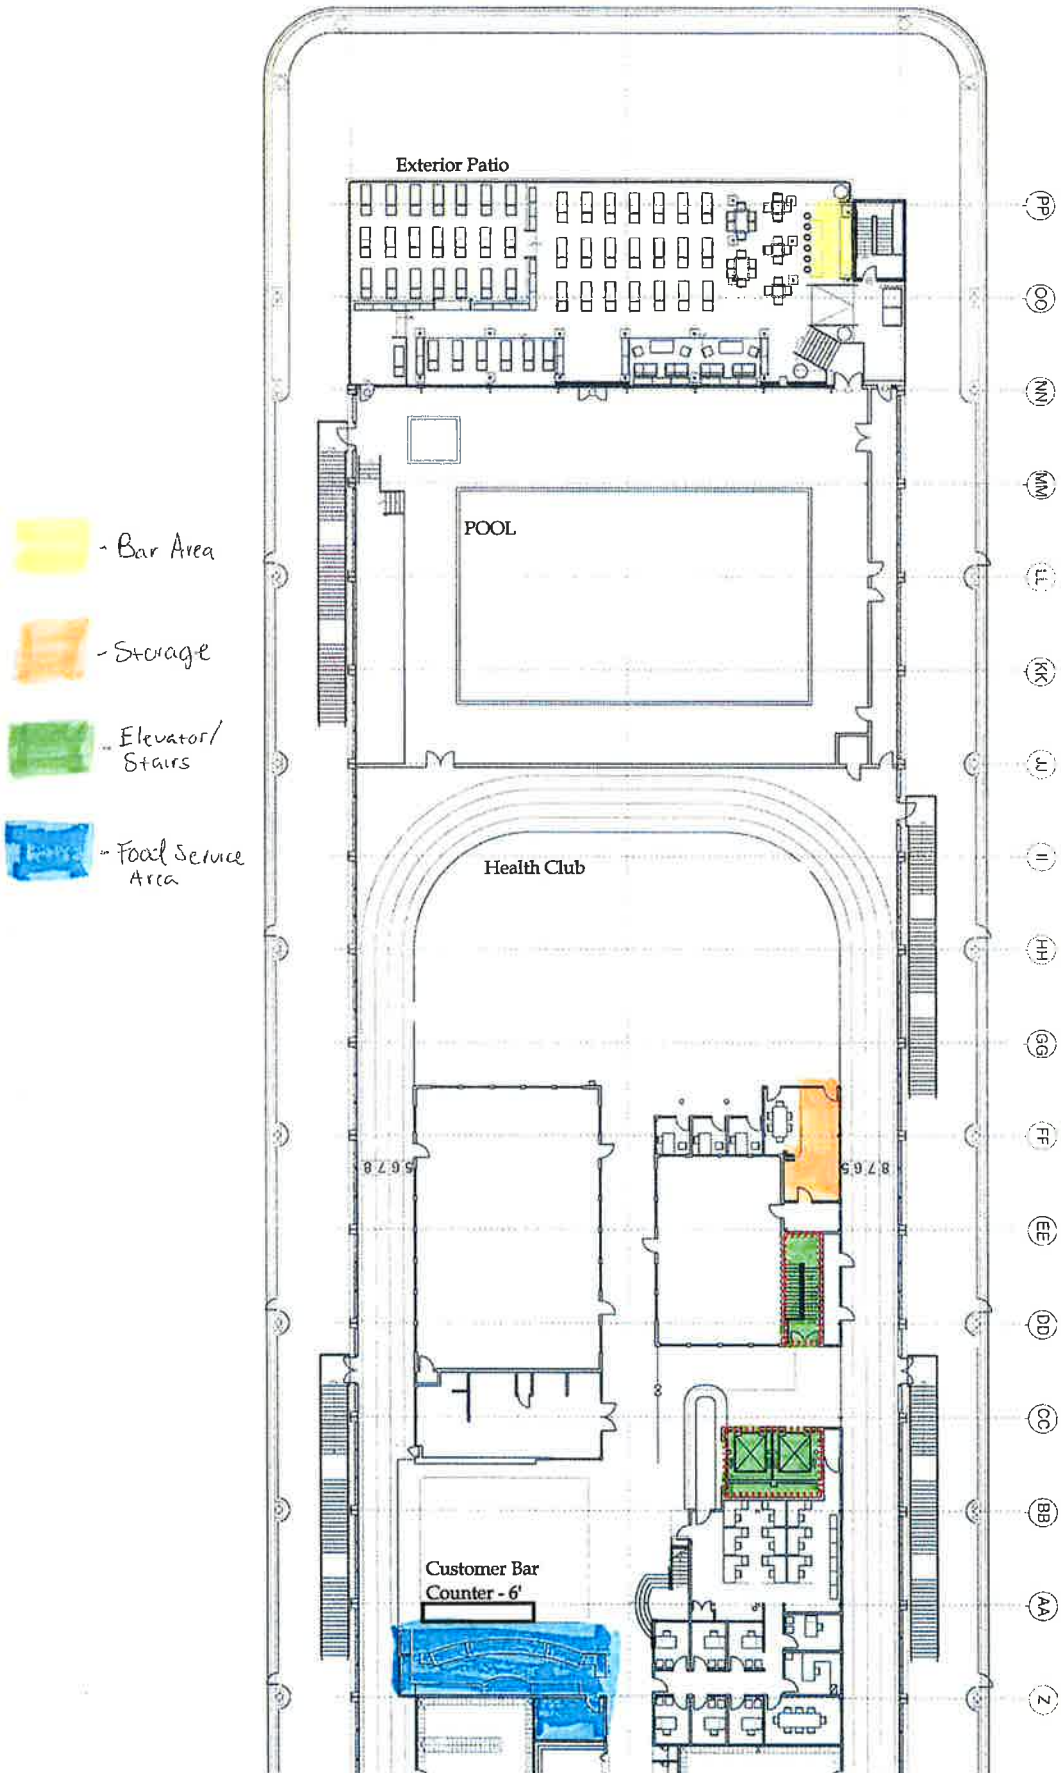 Exterior Patio
PP
OO
NN
MM
POOL
LL
- Bar Area
- Storage
KK
- Elevator/
Stairs
JJ
- Food Service
Area
II
Health Club
HH
GG
FF
5 6 7 8
8 7 6 5
EE
DD
CC
BB
Customer Bar
Counter - 6'
AA
Z